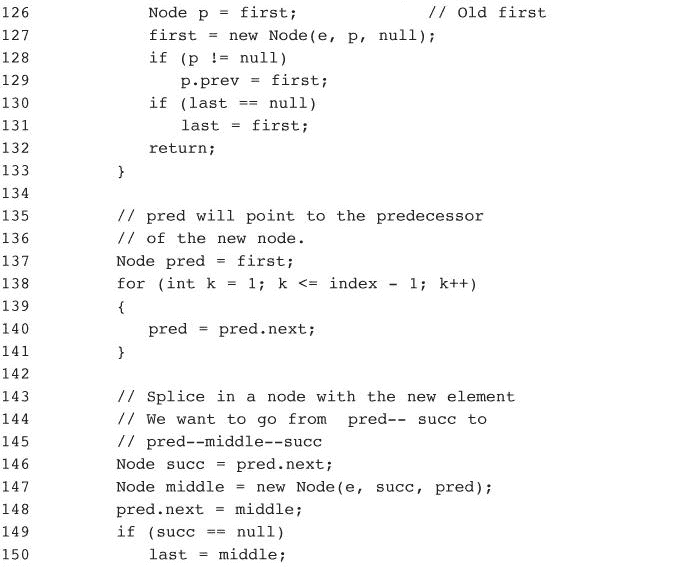 126            Node p = first;             // Old first
127            first = new Node(e, p, null);
128            if (p != null)
129                p.prev = first;
130            if (last == null)
131                last = first;
132            return;
133        }
134
135        // pred will point to the predecessor
136        // of the new node.
137        Node pred = first;
138        for (int k = 1; k <= index - 1; k++)
139        {
140            pred = pred.next;
141        }
142
143        // Splice in a node with the new element
144        // We want to go from  pred-- succ to
145        // pred--middle--succ
146        Node succ = pred.next;
147        Node middle = new Node(e, succ, pred);
148        pred.next = middle;
149        if (succ == null)
150            last = middle;